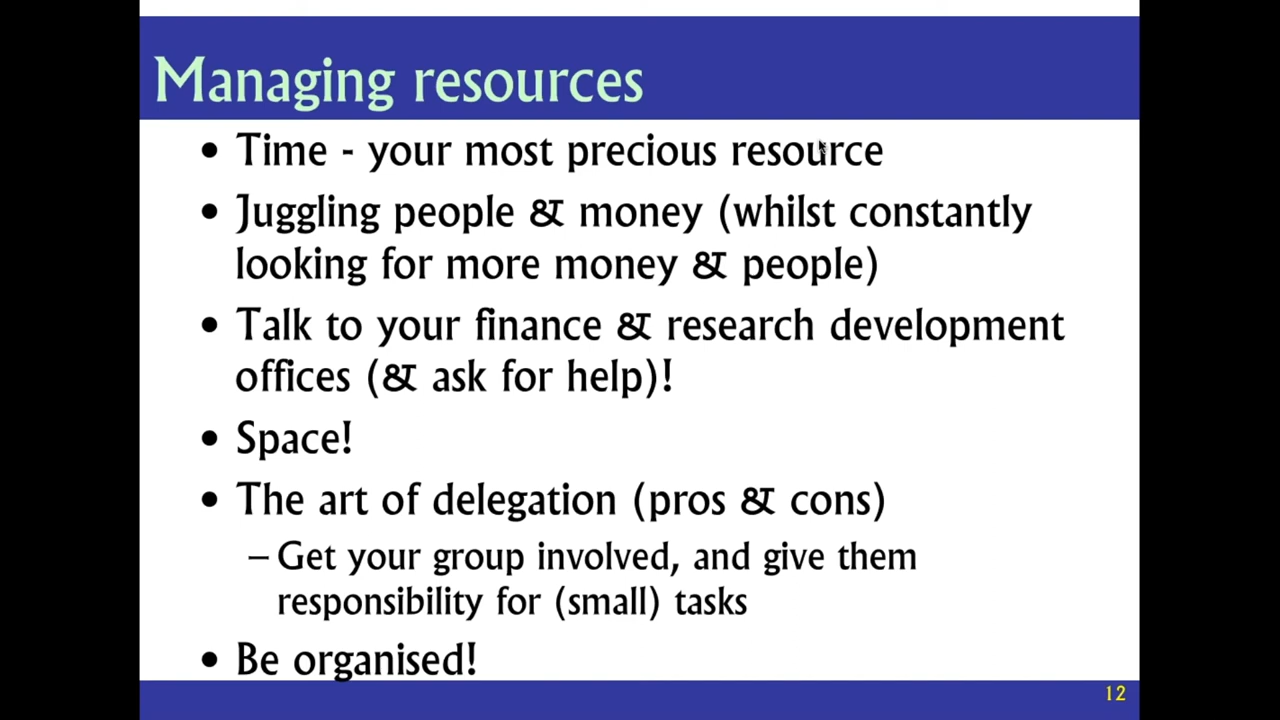 Managing resources
• Time - your most precious resource
• Juggling people & money (whilst constantly
looking for more money & people)
• Talk to your finance & research development
offices (& ask for help)!
• Space!
• The art of delegation (pros & cons)
– Get your group involved, and give them
responsibility for (small) tasks
• Be organised!
12